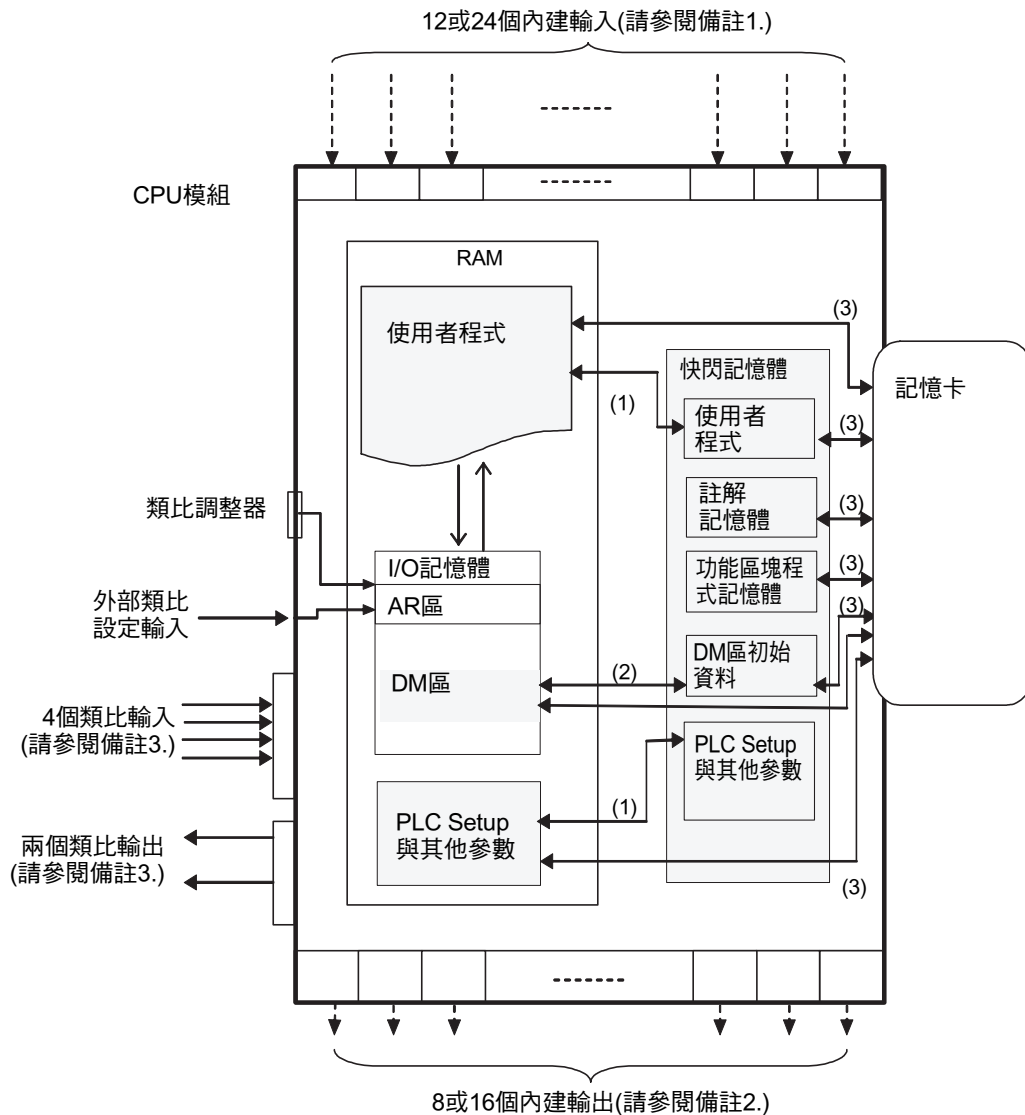 12或24個內建輸入(請參閱備註1.)
CPU模組
RAM
使用者程式
(3)
快閃記憶體
記憶卡
(1)
使用者
程式
(3)
註解
記憶體
(3)
類比調整器
I/O記憶體
功能區塊程
式記憶體
(3)
外部類比
設定輸入
AR區
(3)
DM區
(2)
DM區初始
資料
4個類比輸入
(請參閱備註3.)
PLC Setup
與其他參數
(1)
PLC Setup
與其他參數
兩個類比輸出
(請參閱備註3.)
(3)
8或16個內建輸出(請參閱備註2.)